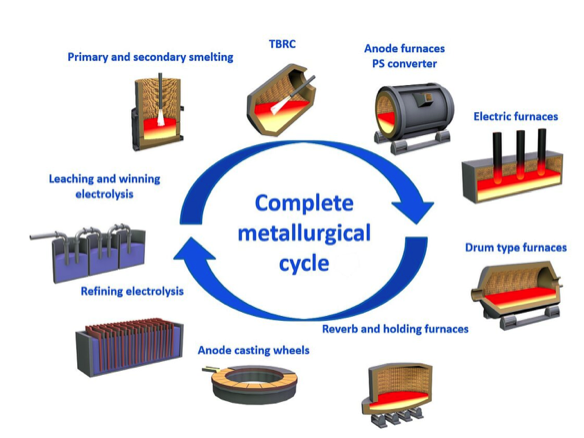 TBRC
Primary and secondary smelting
Anode furnaces
PS converter
Electric furnaces
Leaching and winning
electrolysis
Complete
metallurgical
cycle
Drum type furnaces
Refining electrolysis
Reverb and holding furnaces
Anode casting wheels